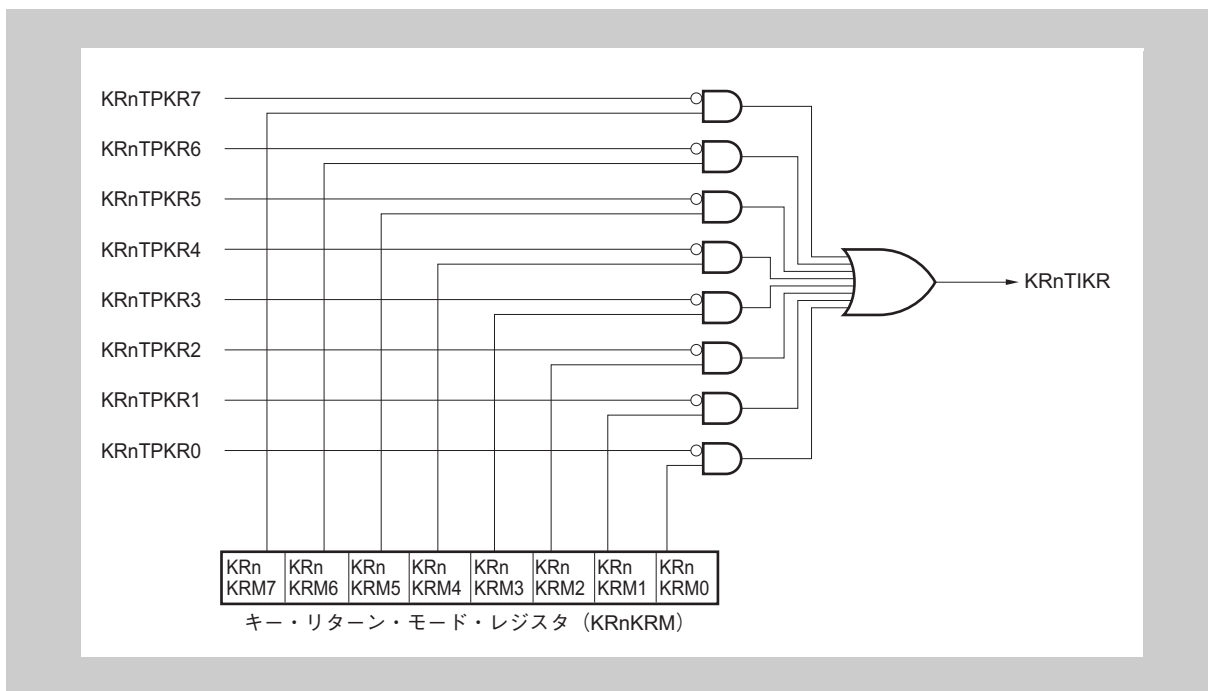 KRnTPKR7
KRnTPKR6
KRnTPKR5
KRnTPKR4
KRnTPKR3
KRnTPKR2
KRnTPKR1
KRnTPKR0
KRnTIKR
KRn KRn KRn KRn KRn KRn KRn KRn
KRM7 KRM6 KRM5 KRM4 KRM3 KRM2 KRM1 KRM0
キー・リターン・モード・レジスタ（KRnKRM）